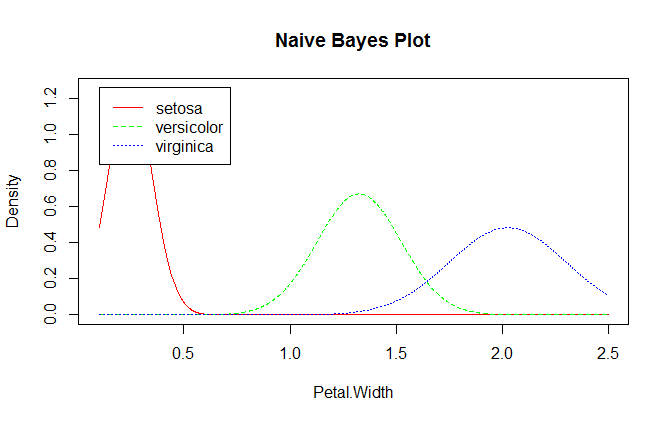 Naive Bayes Plot
setosa
versicolor
virginica
Density
0.0 0.2 0.4 0.6 0.8 1.0 1.2
0.5 1.0 1.5 2.0 2.5
Petal.Width